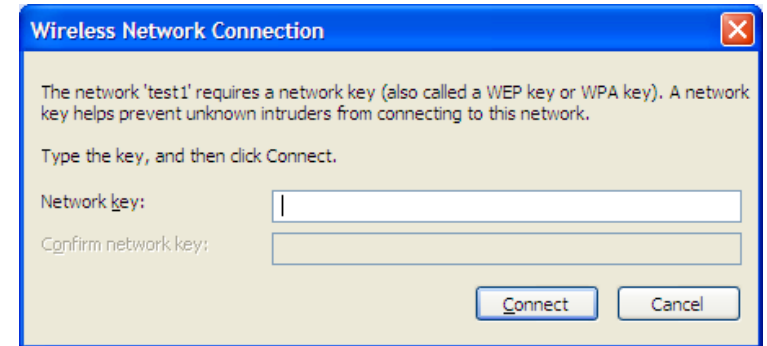 Wireless Network Connection
The network 'test1' requires a network key (also called a WEP key or WPA key). A network
key helps prevent unknown intruders from connecting to this network.
Type the key, and then click Connect.
Network key:
Confirm network key:
Connect Cancel